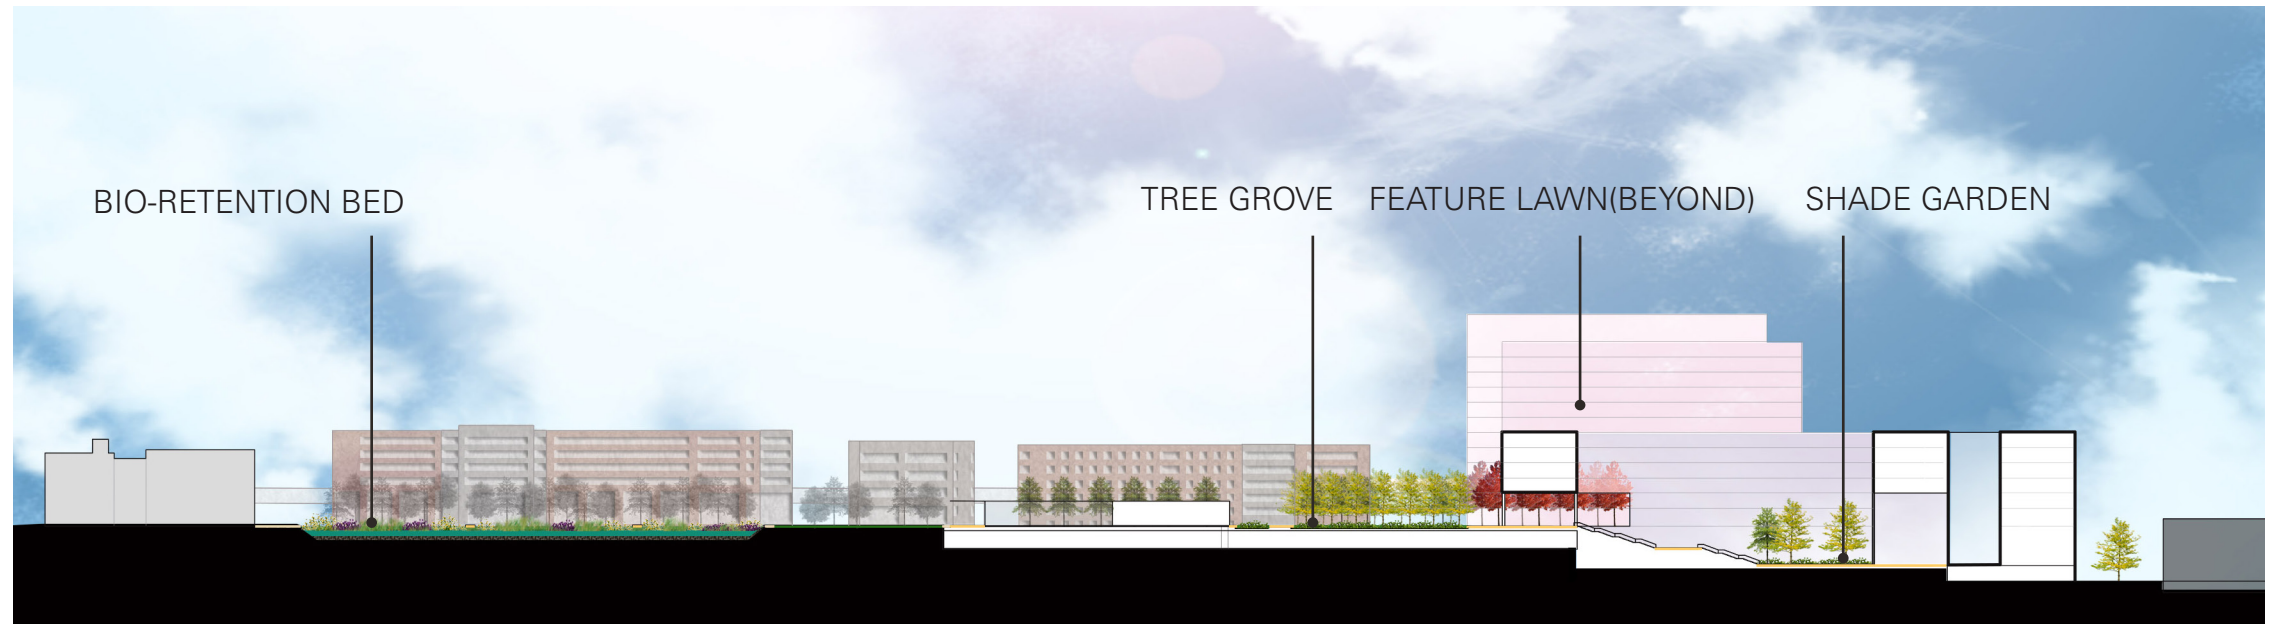 BIO-RETENTION BED
TREE GROVE
FEATURE LAWN(BEYOND)
SHADE GARDEN